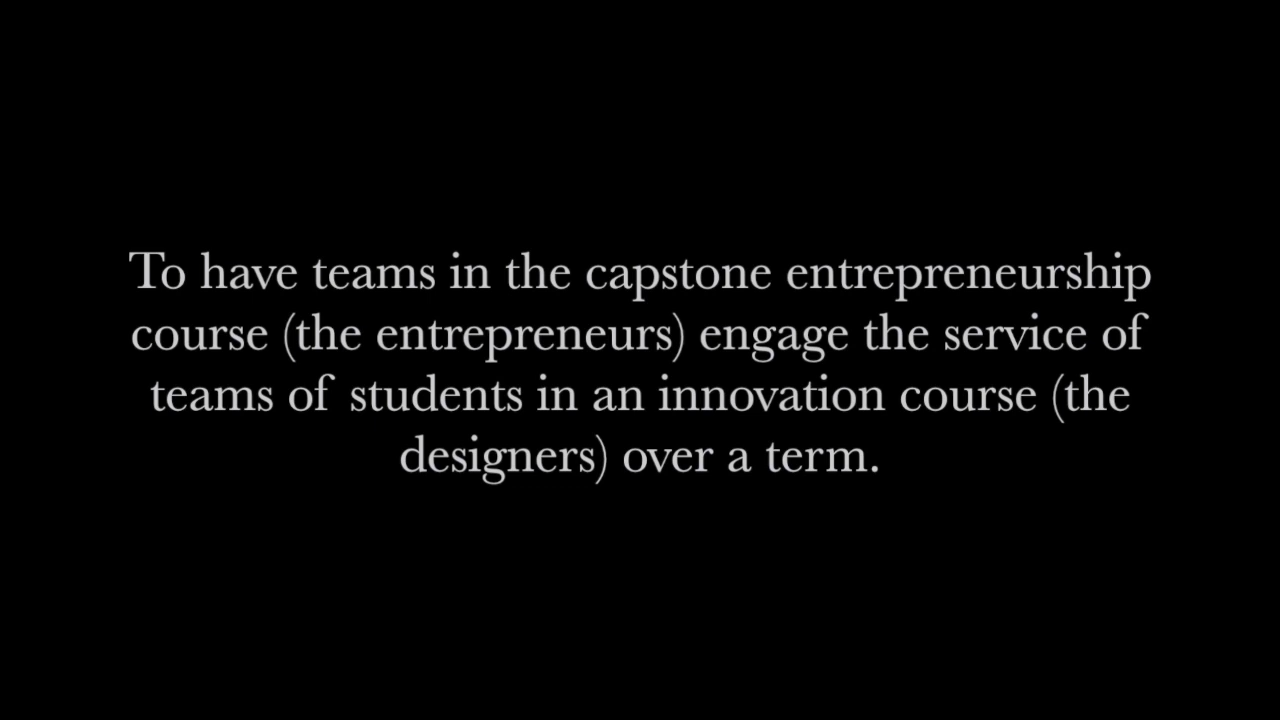 To have teams in the capstone entrepreneurship
course (the entrepreneurs) engage the service of
teams of students in an innovation course (the
designers) over a term.